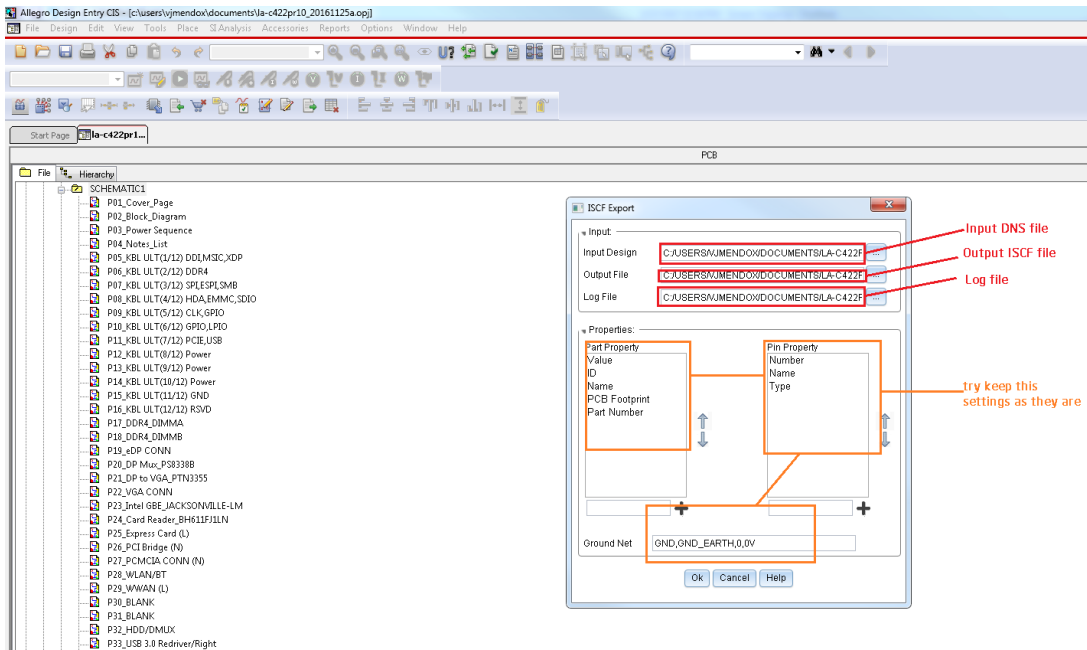 Allegro Design Entry CIS - [c:\users\vjmendox\documents\la-c422pr10_20161125a.opj]
File Design Edit View Tools Place SI Analysis Accessories Reports Options Window Help
U?
Start Page la-c422pr1...
PCB
File Hierarchy
SCHEMATIC1
P01_Cover_Page
P02_Block_Diagram
P03_Power Sequence
P04_Notes_List
P05_KBL ULT(1/12) DDI,MSIC,XDP
P06_KBL ULT(2/12) DDR4
P07_KBL ULT(3/12) SPI,ESPI,SMB
P08_KBL ULT(4/12) HDA,EMMC,SDIO
P09_KBL ULT(5/12) CLK,GPIO
P10_KBL ULT(6/12) GPIO,LPIO
P11_KBL ULT(7/12) PCIE,USB
P12_KBL ULT(8/12) Power
P13_KBL ULT(9/12) Power
P14_KBL ULT(10/12) Power
P15_KBL ULT(11/12) GND
P16_KBL ULT(12/12) RSVD
P17_DDR4_DIMMA
P18_DDR4_DIMMB
P19_eDP CONN
P20_DP Mux_PS8338B
P21_DP to VGA_PTN3355
P22_VGA CONN
P23_Intel GBE_JACKSONVILLE-LM
P24_Card Reader_BH611FJ1LN
P25_Express Card (L)
P26_PCI Bridge (N)
P27_PCMCIA CONN (N)
P28_WLAN/BT
P29_WWAN (L)
P30_BLANK
P31_BLANK
P32_HDD/DMUX
P33_USB 3.0 Redriver/Right
ISCF Export
Input:
Input Design C:/USERS/VJMENDOX/DOCUMENTS/LA-C422F ...
Output File C:/USERS/VJMENDOX/DOCUMENTS/LA-C422F ...
Log File C:/USERS/VJMENDOX/DOCUMENTS/LA-C422F ...
Input DNS file
Output ISCF file
Log file
Properties:
Part Property
Value
ID
Name
PCB Footprint
Part Number
Pin Property
Number
Name
Type
try keep this
settings as they are
Ground Net GND,GND_EARTH,0,0V
Ok Cancel Help